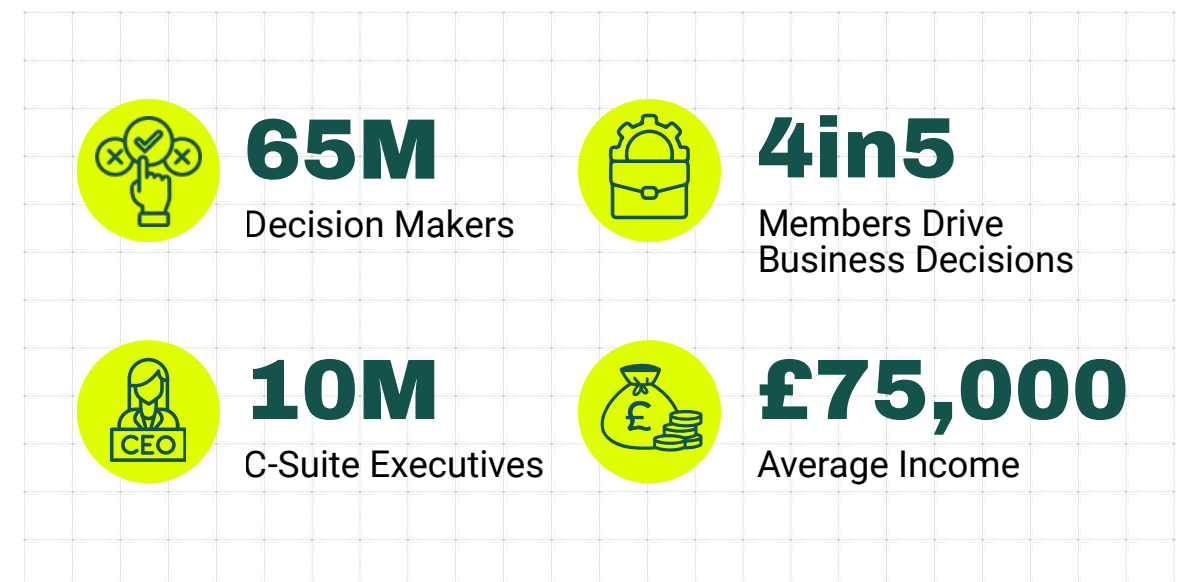 65M
Decision Makers
4in5
Members Drive
Business Decisions
CEO
10M
C-Suite Executives
£
£75,000
Average Income